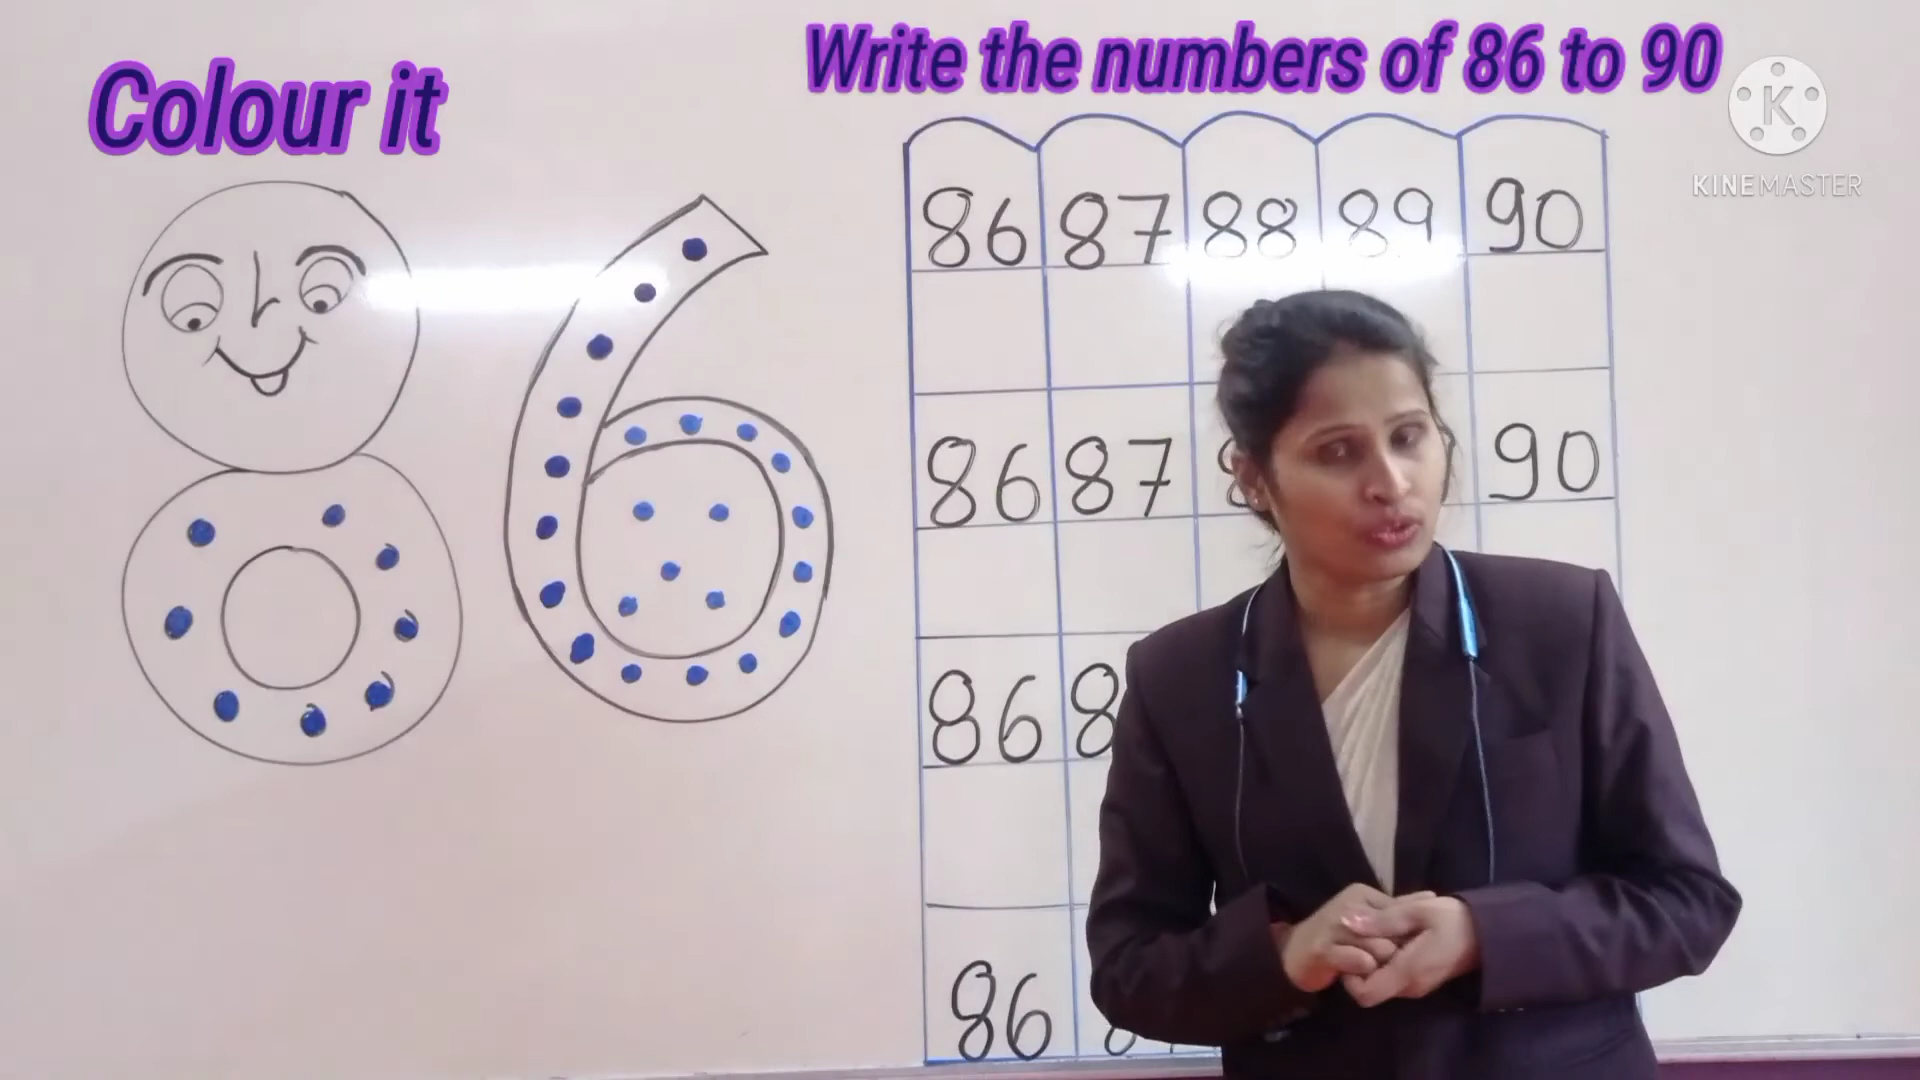 Colour it
Write the numbers of 86 to 90
KINEMASTER
86 87 88 89 90
86 87 90
86
86